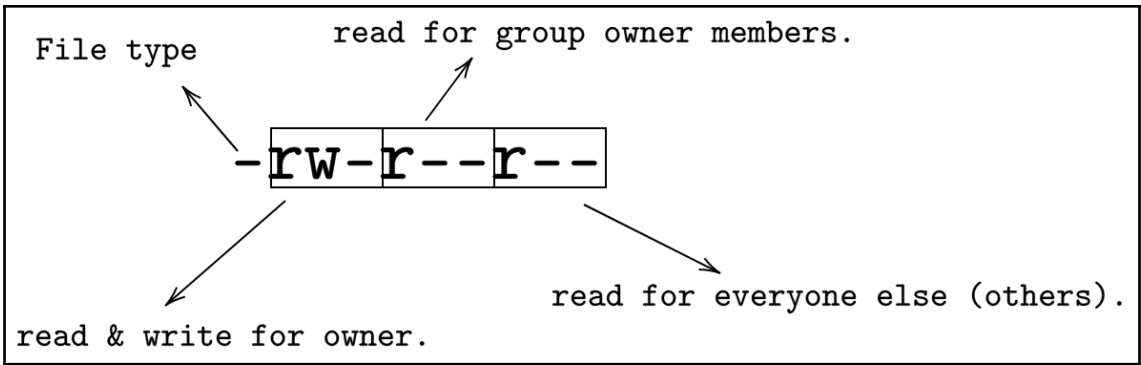 File type
read for group owner members.
-rw-r--r--
read for everyone else (others).
read & write for owner.